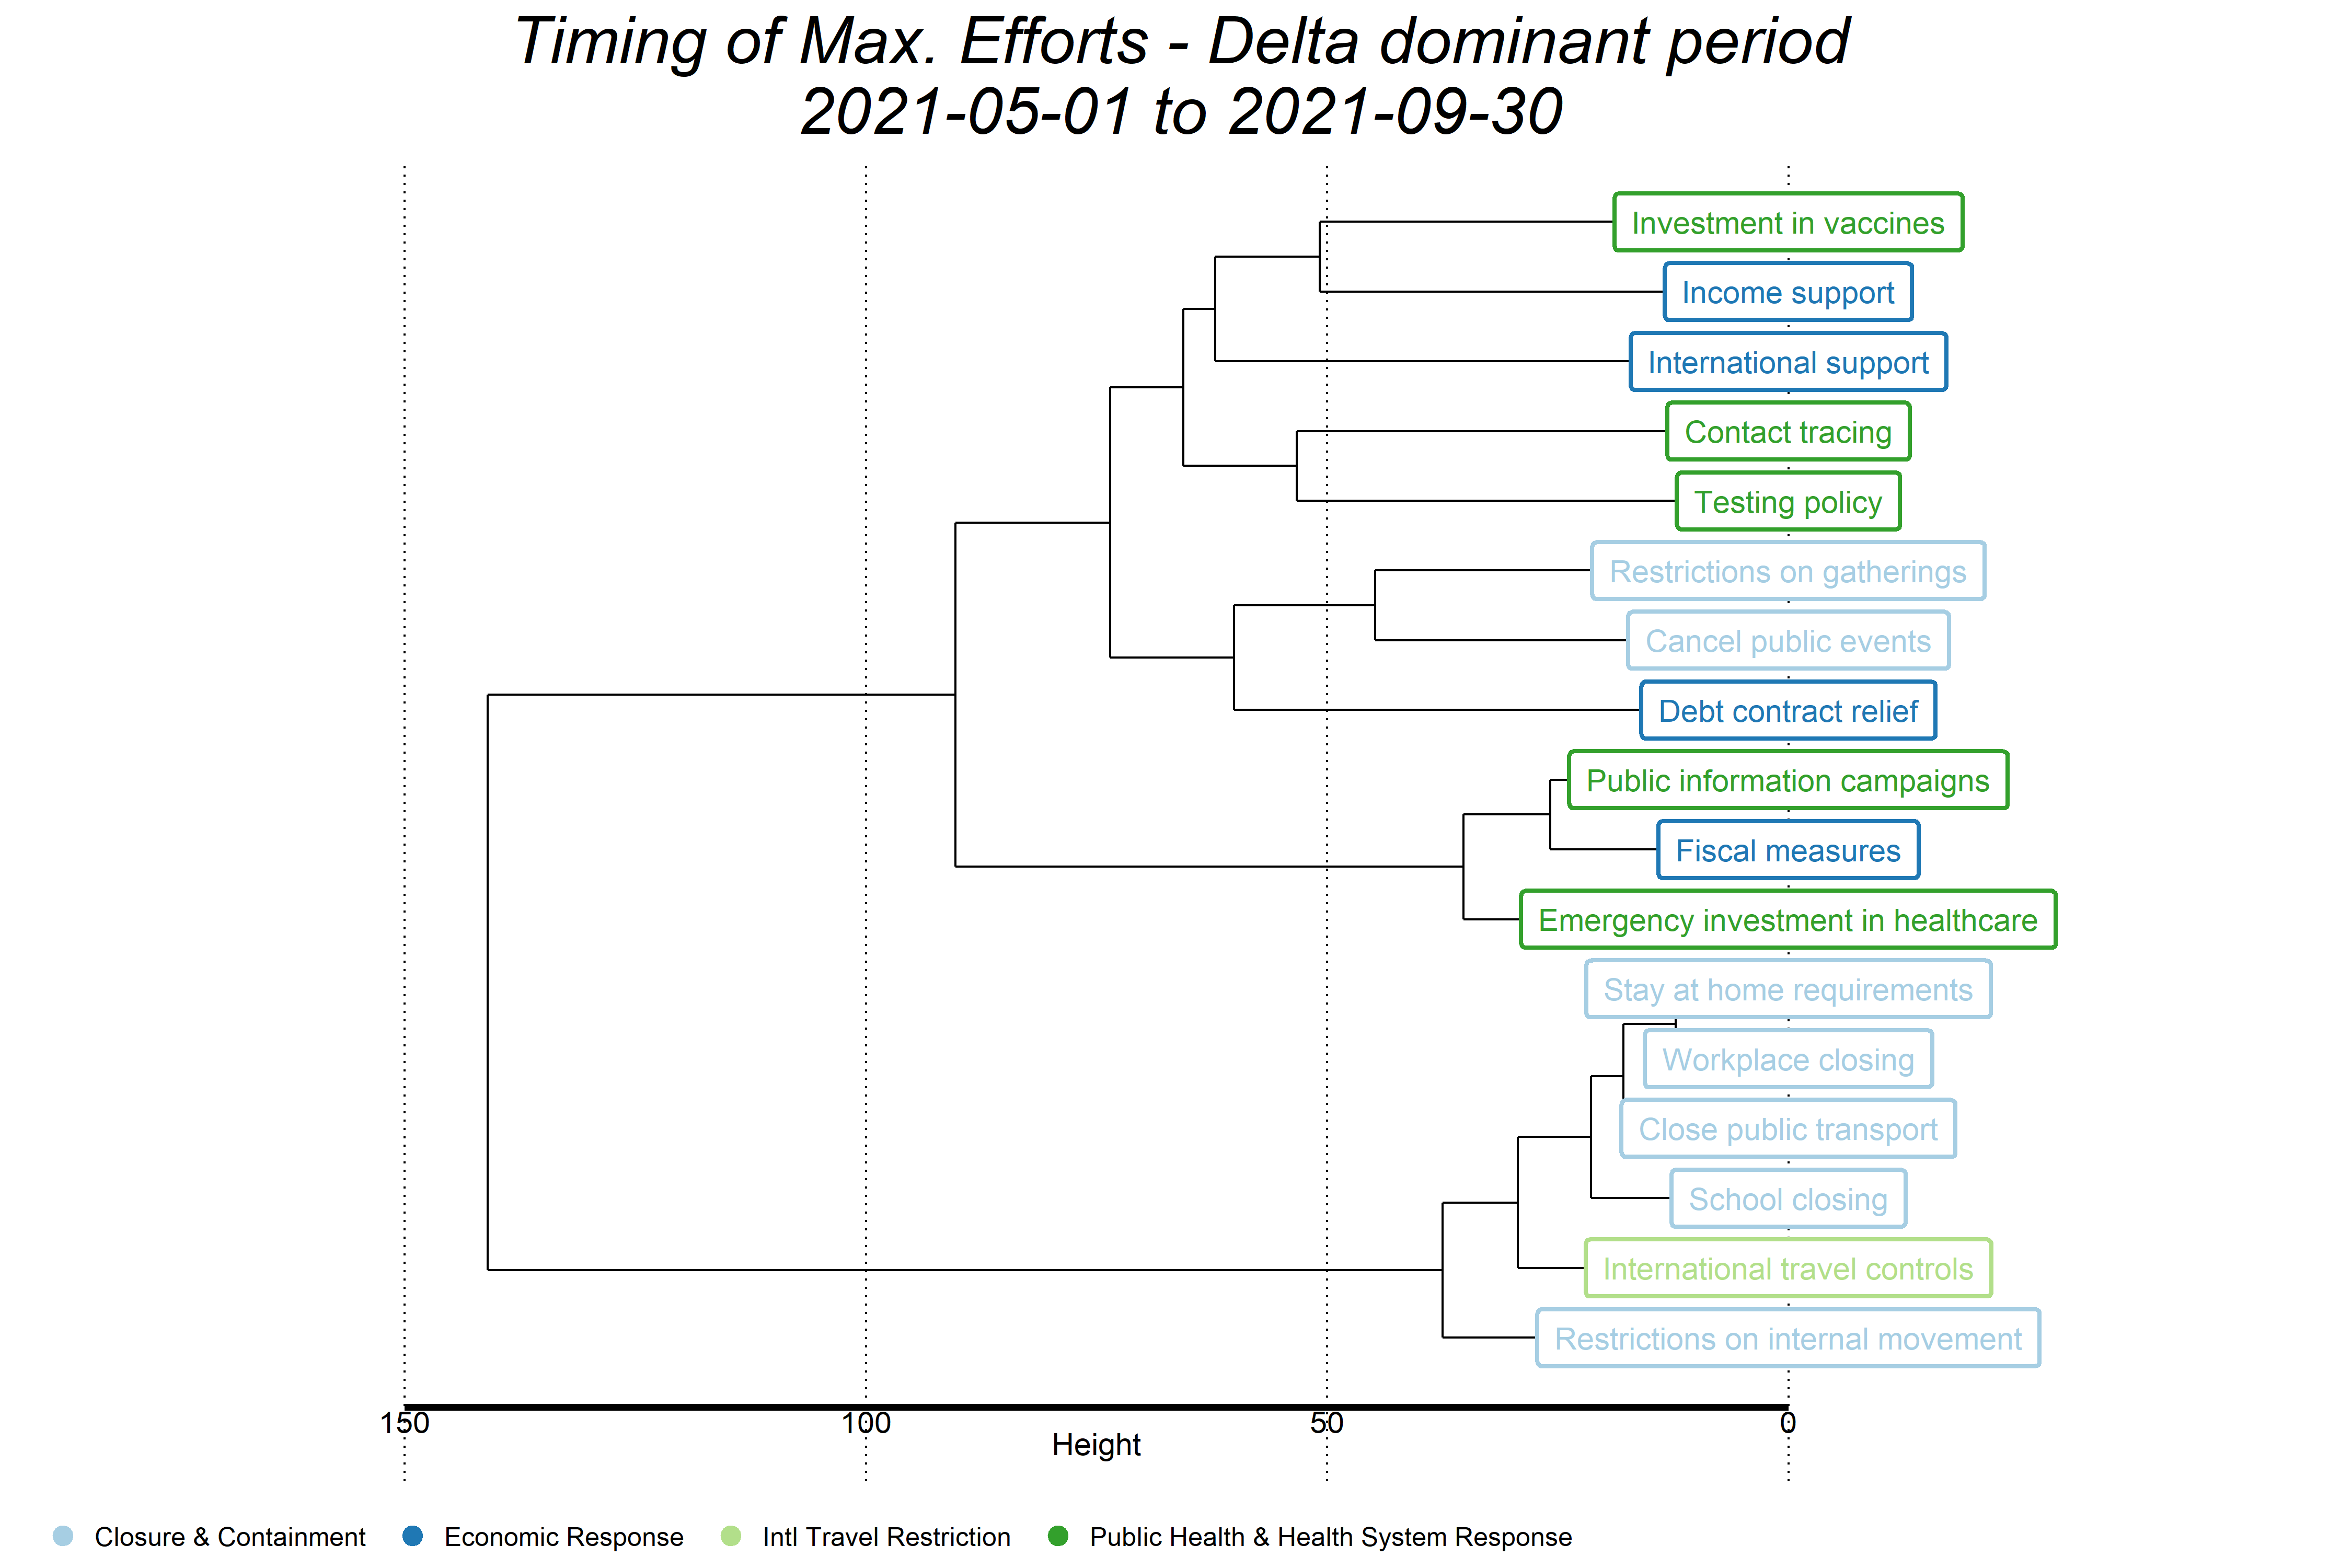 Timing of Max. Efforts - Delta dominant period
2021-05-01 to 2021-09-30
Investment in vaccines
Income support
International support
Contact tracing
Testing policy
Restrictions on gatherings
Cancel public events
Debt contract relief
Public information campaigns
Fiscal measures
Emergency investment in healthcare
Stay at home requirements
Workplace closing
Close public transport
School closing
International travel controls
Restrictions on internal movement
150 100 50 0
Height
Closure & Containment Economic Response Intl Travel Restriction Public Health & Health System Response